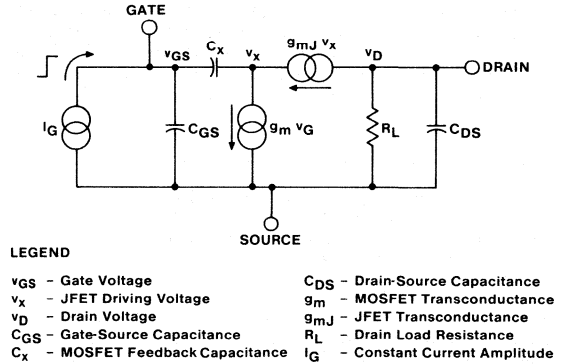 GATE
vGS
Cx
vx
gmJ vx
vD
DRAIN
IG
CGS
gm vG
RL
CDS
SOURCE
LEGEND
vGS – Gate Voltage
vx – JFET Driving Voltage
vD – Drain Voltage
CGS – Gate-Source Capacitance
Cx – MOSFET Feedback Capacitance
CDS – Drain-Source Capacitance
gm – MOSFET Transconductance
gmJ – JFET Transconductance
RL – Drain Load Resistance
IG – Constant Current Amplitude